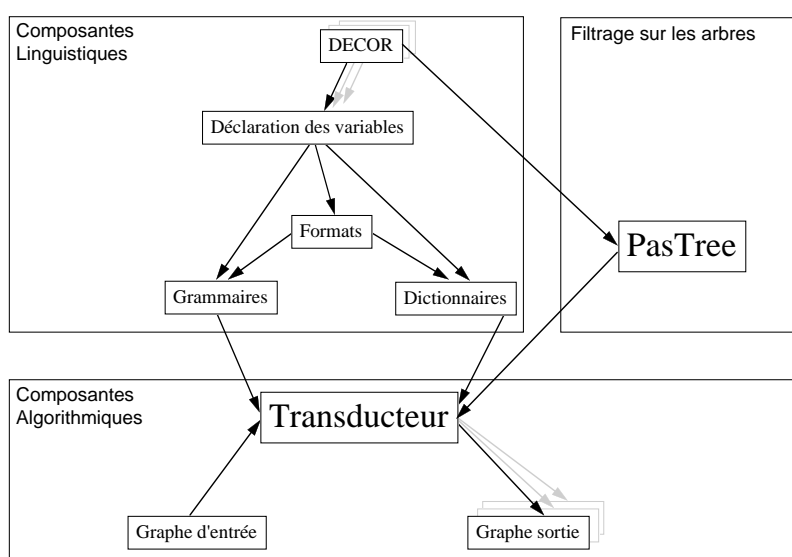 Composantes
Linguistiques
DECOR
Filtrage sur les arbres
Déclaration des variables
Formats
PasTree
Grammaires
Dictionnaires
Composantes
Algorithmiques
Transducteur
Graphe d'entrée
Graphe sortie